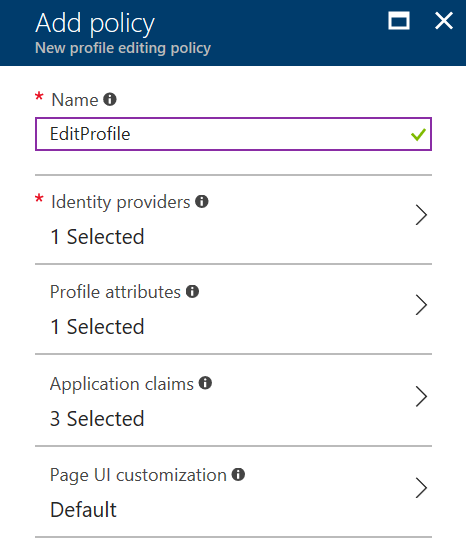 Add policy
New profile editing policy
* Name
EditProfile
* Identity providers
1 Selected
Profile attributes
1 Selected
Application claims
3 Selected
Page UI customization
Default